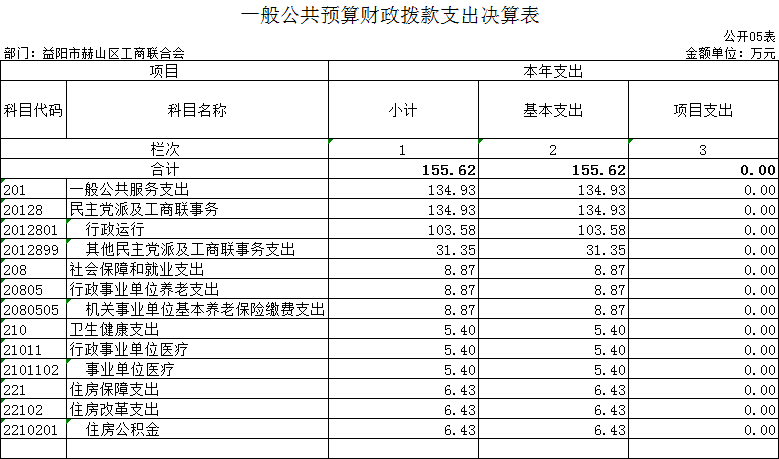 一般公共预算财政拨款支出决算表
公开05表
部门：益阳市赫山区工商联合会 金额单位：万元
项目 本年支出
科目代码 科目名称 小计 基本支出 项目支出
栏次 1 2 3
合计 155.62 155.62 0.00
201 一般公共服务支出 134.93 134.93 0.00
20128 民主党派及工商联事务 134.93 134.93 0.00
2012801 行政运行 103.58 103.58 0.00
2012899 其他民主党派及工商联事务支出 31.35 31.35 0.00
208 社会保障和就业支出 8.87 8.87 0.00
20805 行政事业单位养老支出 8.87 8.87 0.00
2080505 机关事业单位基本养老保险缴费支出 8.87 8.87 0.00
210 卫生健康支出 5.40 5.40 0.00
21011 行政事业单位医疗 5.40 5.40 0.00
2101102 事业单位医疗 5.40 5.40 0.00
221 住房保障支出 6.43 6.43 0.00
22102 住房改革支出 6.43 6.43 0.00
2210201 住房公积金 6.43 6.43 0.00